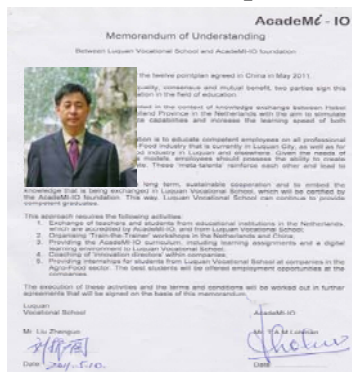 AcadeMi - IO
Memorandum of Understanding
Between Luquan Vocational School and AcadeMi-IO foundation
the twelve pointplan agreed in China in May 2011.
equality, consensus and mutual benefit, two parties sign this
in the field of education.
in the context of knowledge exchange between Hebei
Province in the Netherlands with the aim to stimulate
capabilities and increase the learning speed of both
is to educate competent employees on all professional
Food industry that is currently in Luquan City, as well as for
industry in Luquan and elsewhere. Given the needs of
models, employees should possess the ability to create
These 'meta-talents' reinforce each other and lead to
long term, sustainable cooperation and to embed the
knowledge that is being exchanged in Luquan Vocational School, which will be certified by
the AcadeMi-IO foundation. This way, Luquan Vocational School can continue to provide
competent graduates.
This approach requires the following activities:
1. Exchange of teachers and students from educational institutions in the Netherlands,
which are accredited by AcadeMi-IO, and from Luquan Vocational School;
2. Organising 'Train-the-Trainer' workshops in the Netherlands and China;
3. Providing the AcadeMi-IO curriculum, including learning assignments and a digital
learning environment to Luquan Vocational School;
4. Coaching of 'innovation directors' within companies;
5. Providing internships for students from Luquan Vocational School at companies in the
Agro-Food sector. The best students will be offered employment opportunities at the
companies.
The execution of these activities and the terms and conditions will be worked out in further
agreements that will be signed on the basis of this memorandum.
Luquan
Vocational School
AcadeMi-IO
Mr. Liu Zhenguo
Mr. T.A.M.
Date: 2011-5-10.
Date: